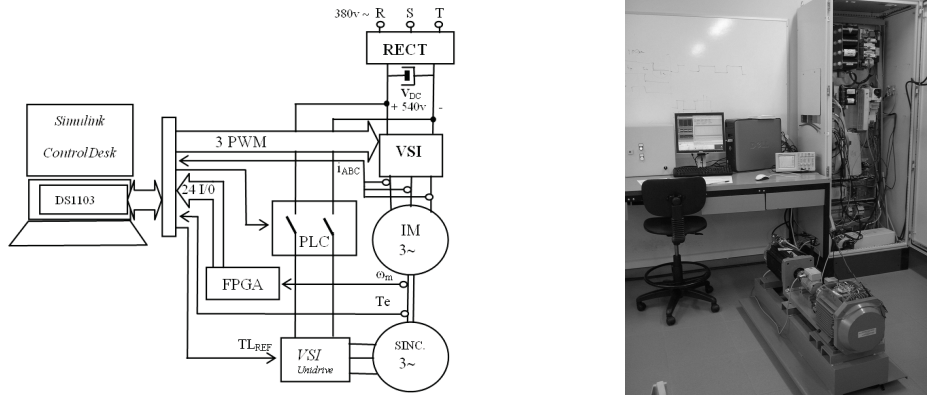 380v ~ R S T
RECT
V_DC
+ 540v -
Simulink
ControlDesk
DS1103
3 PWM
VSI
i_ABC
24 I/0
PLC
IM
3~
FPGA
ω_m
Te
TL_REF
VSI
Unidrive
SINC.
3~